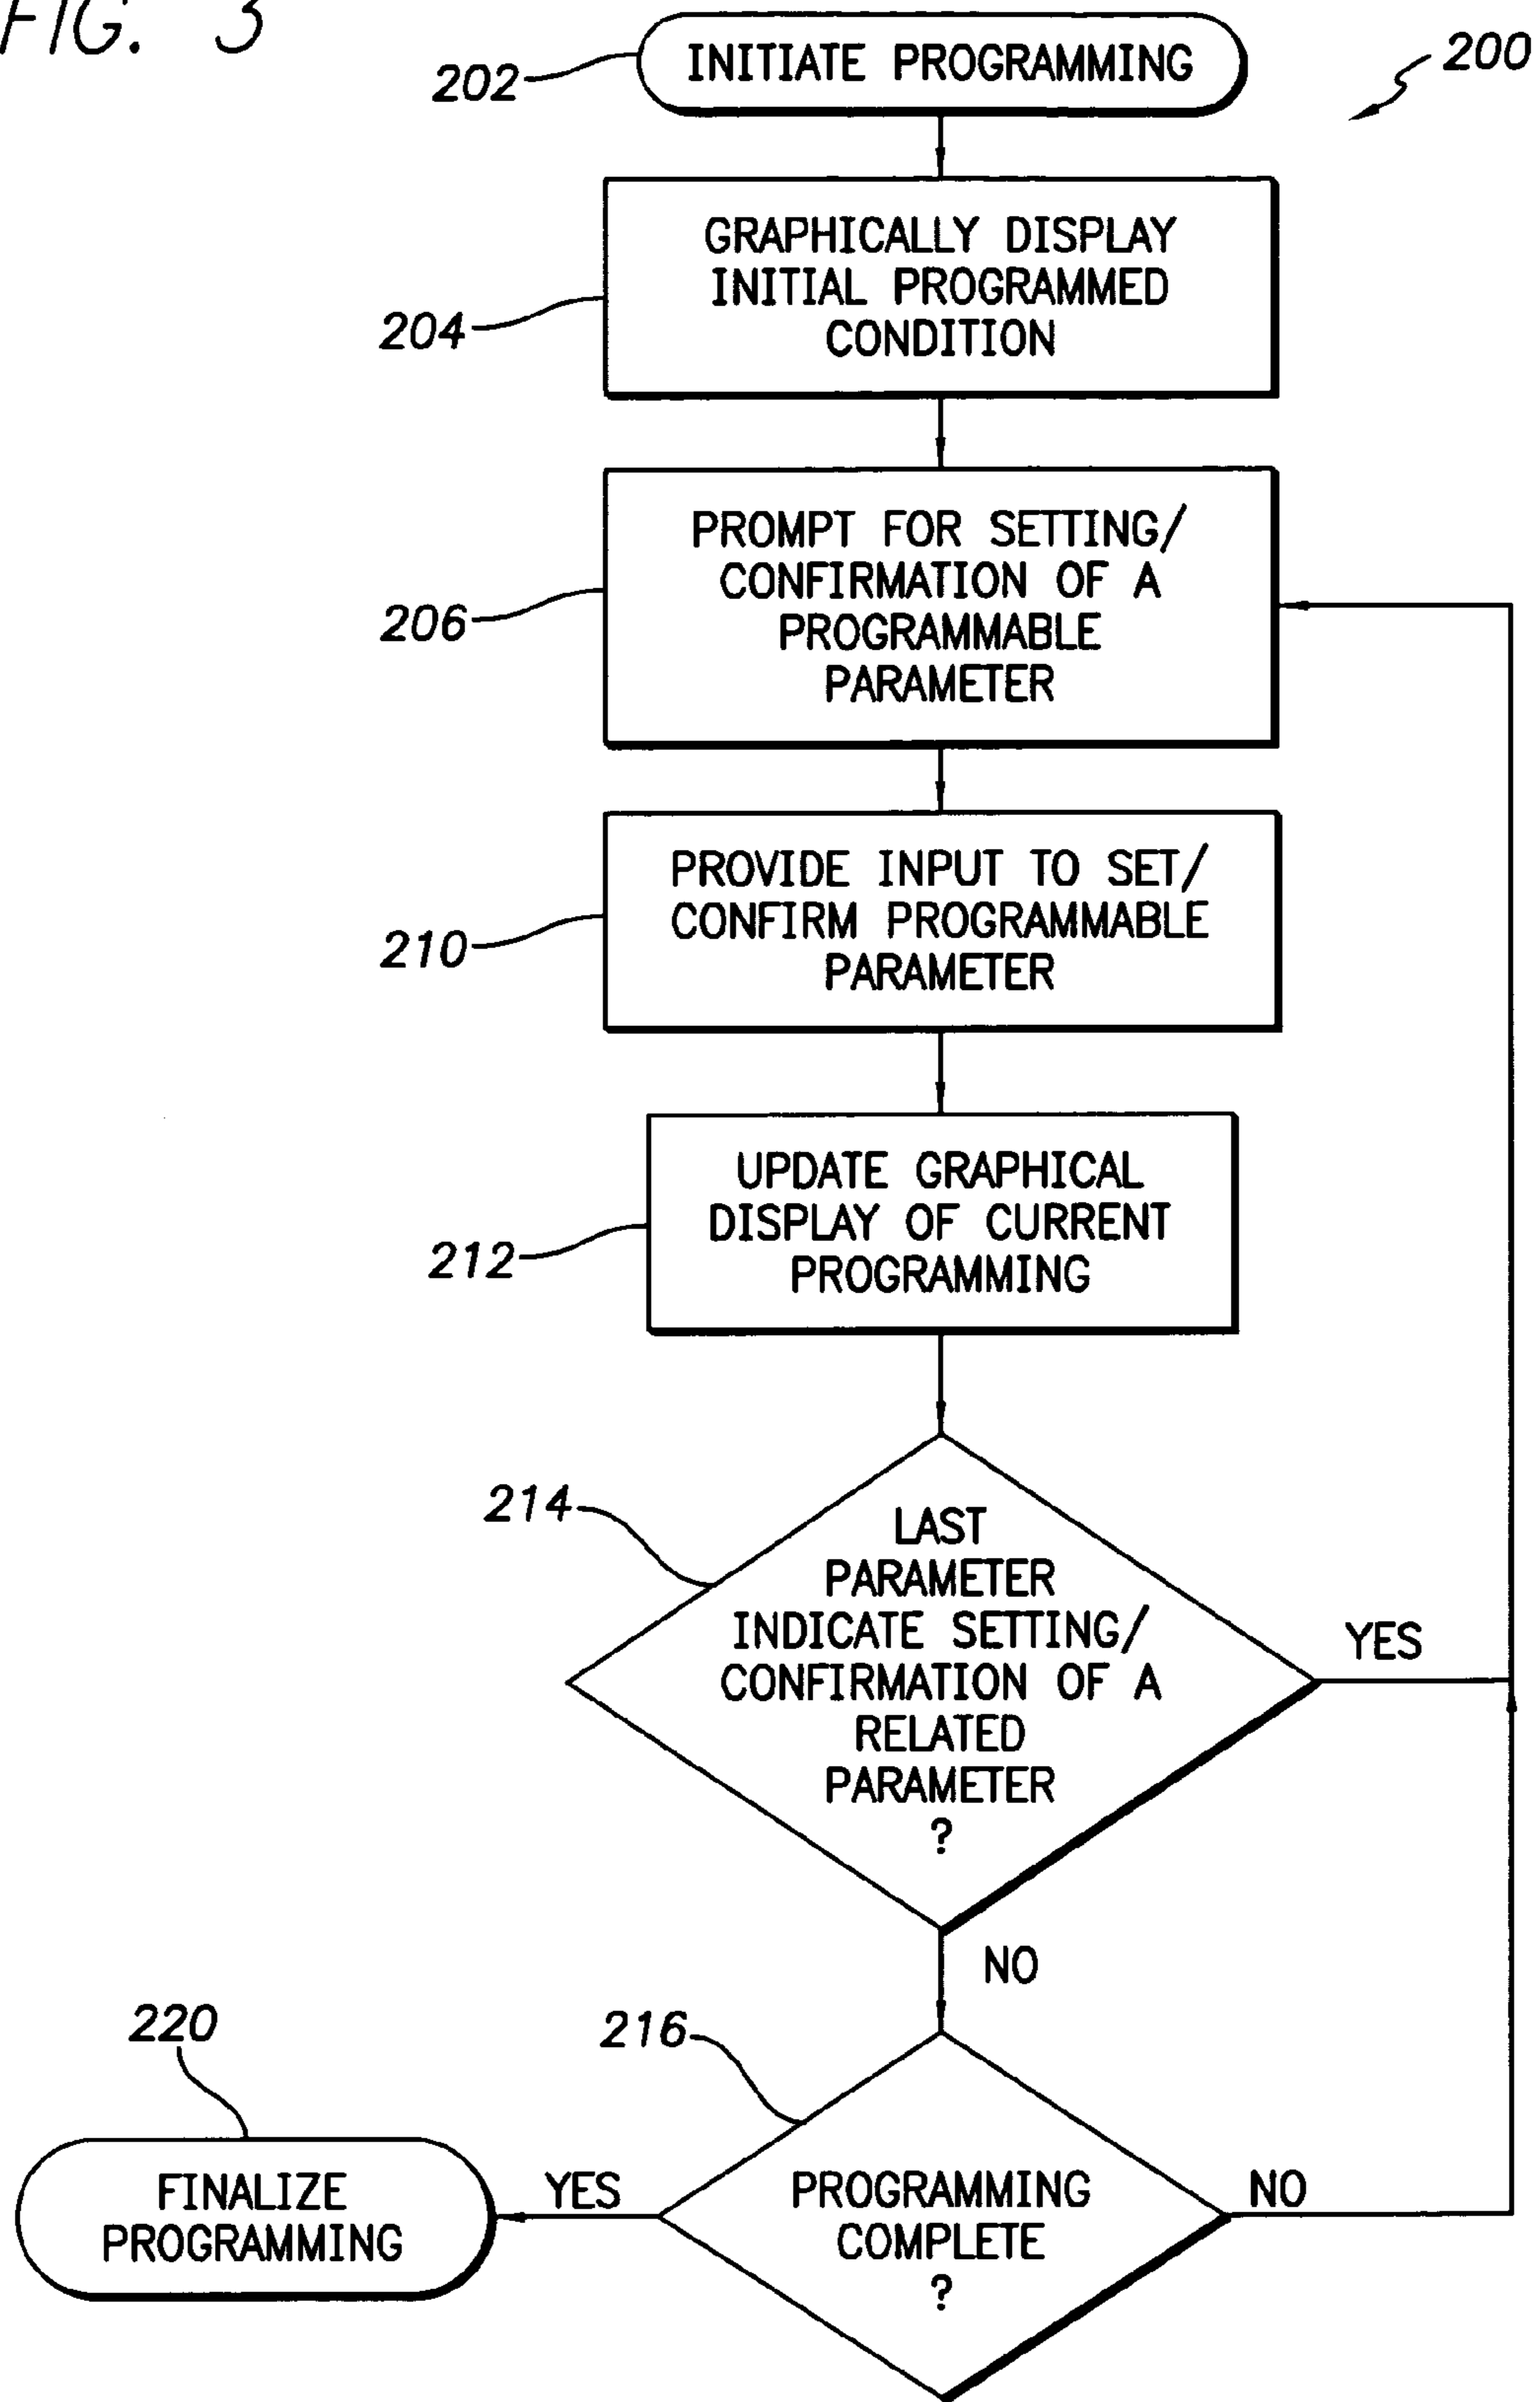 FIG. 3
200
202
INITIATE PROGRAMMING
204
GRAPHICALLY DISPLAY
INITIAL PROGRAMMED
CONDITION
206
PROMPT FOR SETTING/
CONFIRMATION OF A
PROGRAMMABLE
PARAMETER
210
PROVIDE INPUT TO SET/
CONFIRM PROGRAMMABLE
PARAMETER
212
UPDATE GRAPHICAL
DISPLAY OF CURRENT
PROGRAMMING
214
LAST
PARAMETER
INDICATE SETTING/
CONFIRMATION OF A
RELATED
PARAMETER
?
YES
NO
216
PROGRAMMING
COMPLETE
?
NO
YES
220
FINALIZE
PROGRAMMING